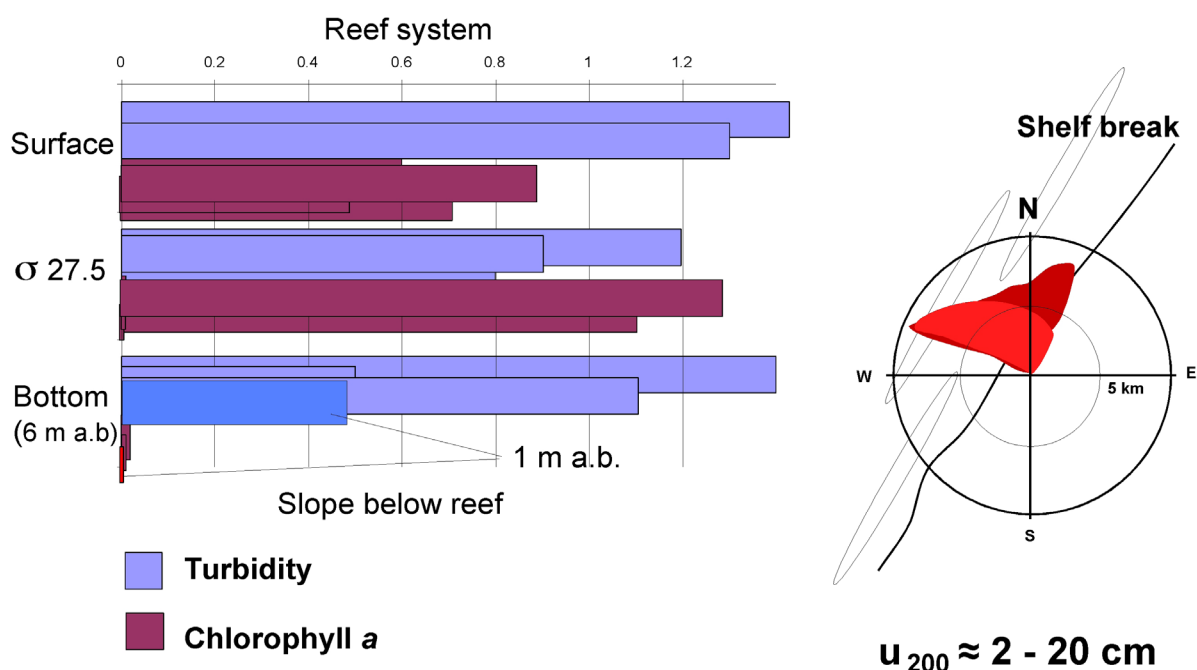 Reef system
0 0.2 0.4 0.6 0.8 1 1.2
Surface
σ 27.5
Bottom
(6 m a.b)
1 m a.b.
Slope below reef
Turbidity
Chlorophyll a
Shelf break
N
W
E
5 km
S
u200 ≈ 2 - 20 cm